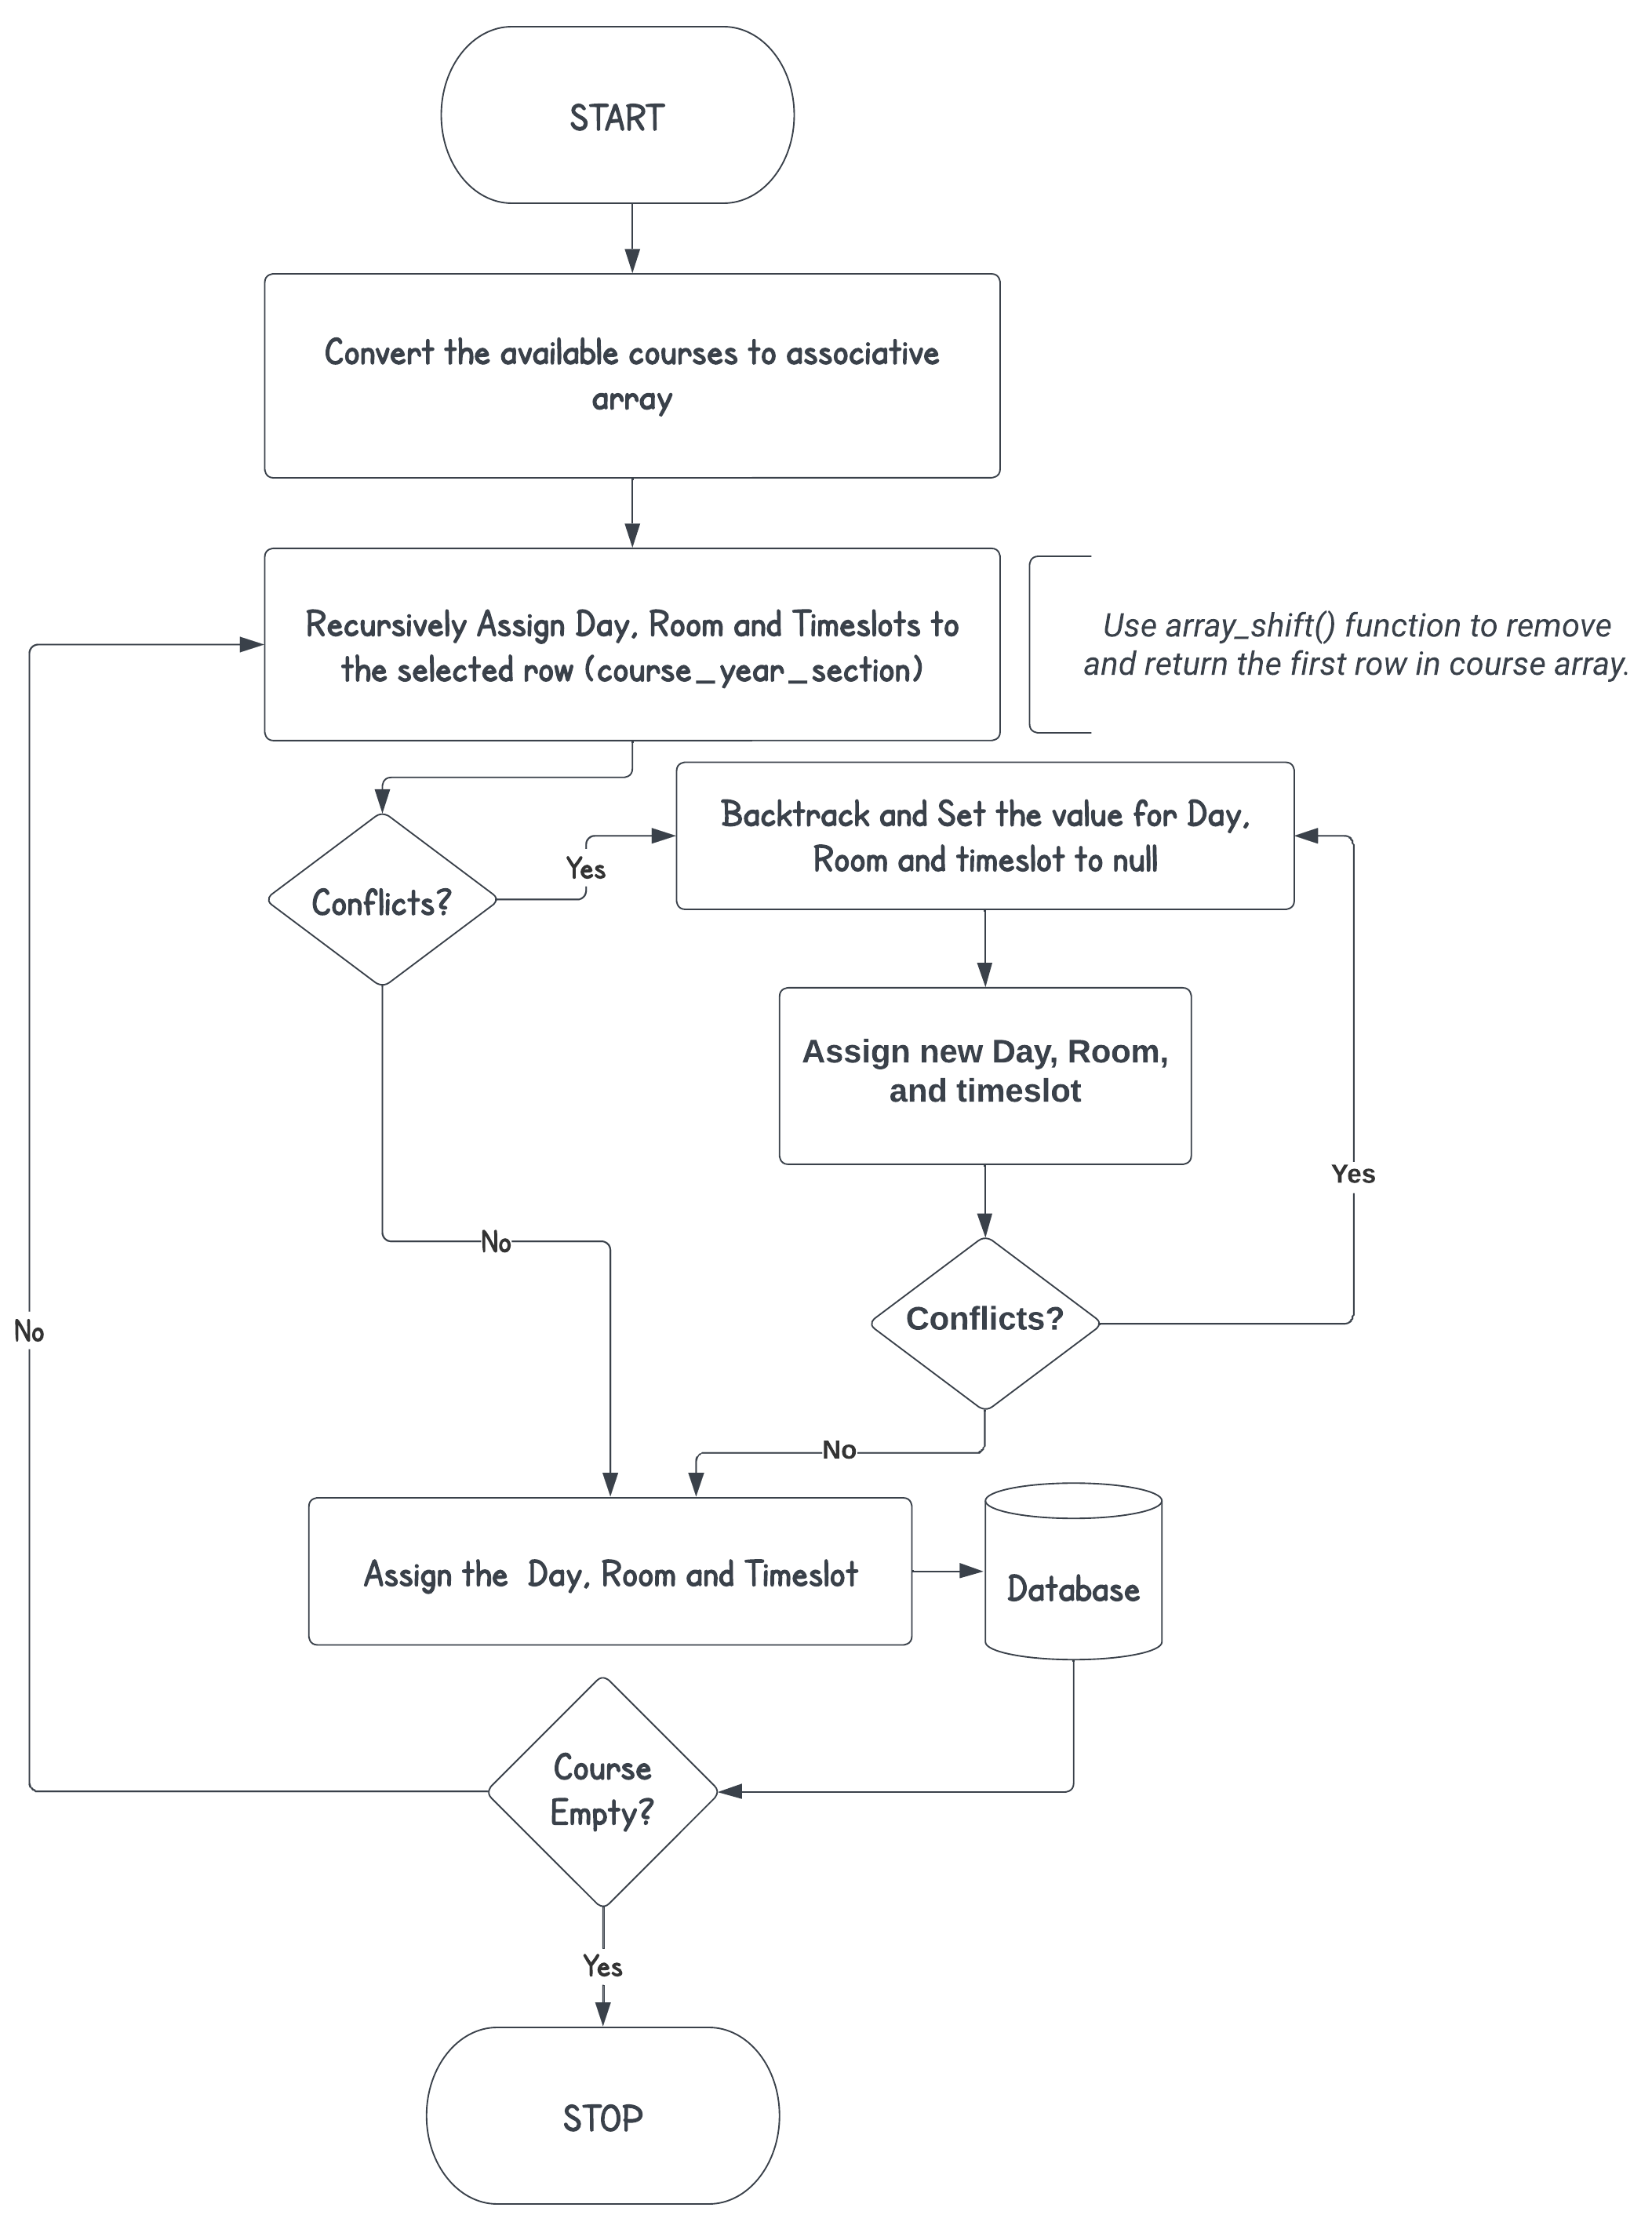 START
Convert the available courses to associative
array
Recursively Assign Day, Room and Timeslots to
the selected row (course_year_section)
Use array_shift() function to remove
and return the first row in course array.
Backtrack and Set the value for Day,
Room and timeslot to null
Yes
Conflicts?
Assign new Day, Room,
and timeslot
Yes
No
Conflicts?
No
No
Assign the  Day, Room and Timeslot
Database
Course
Empty?
Yes
STOP